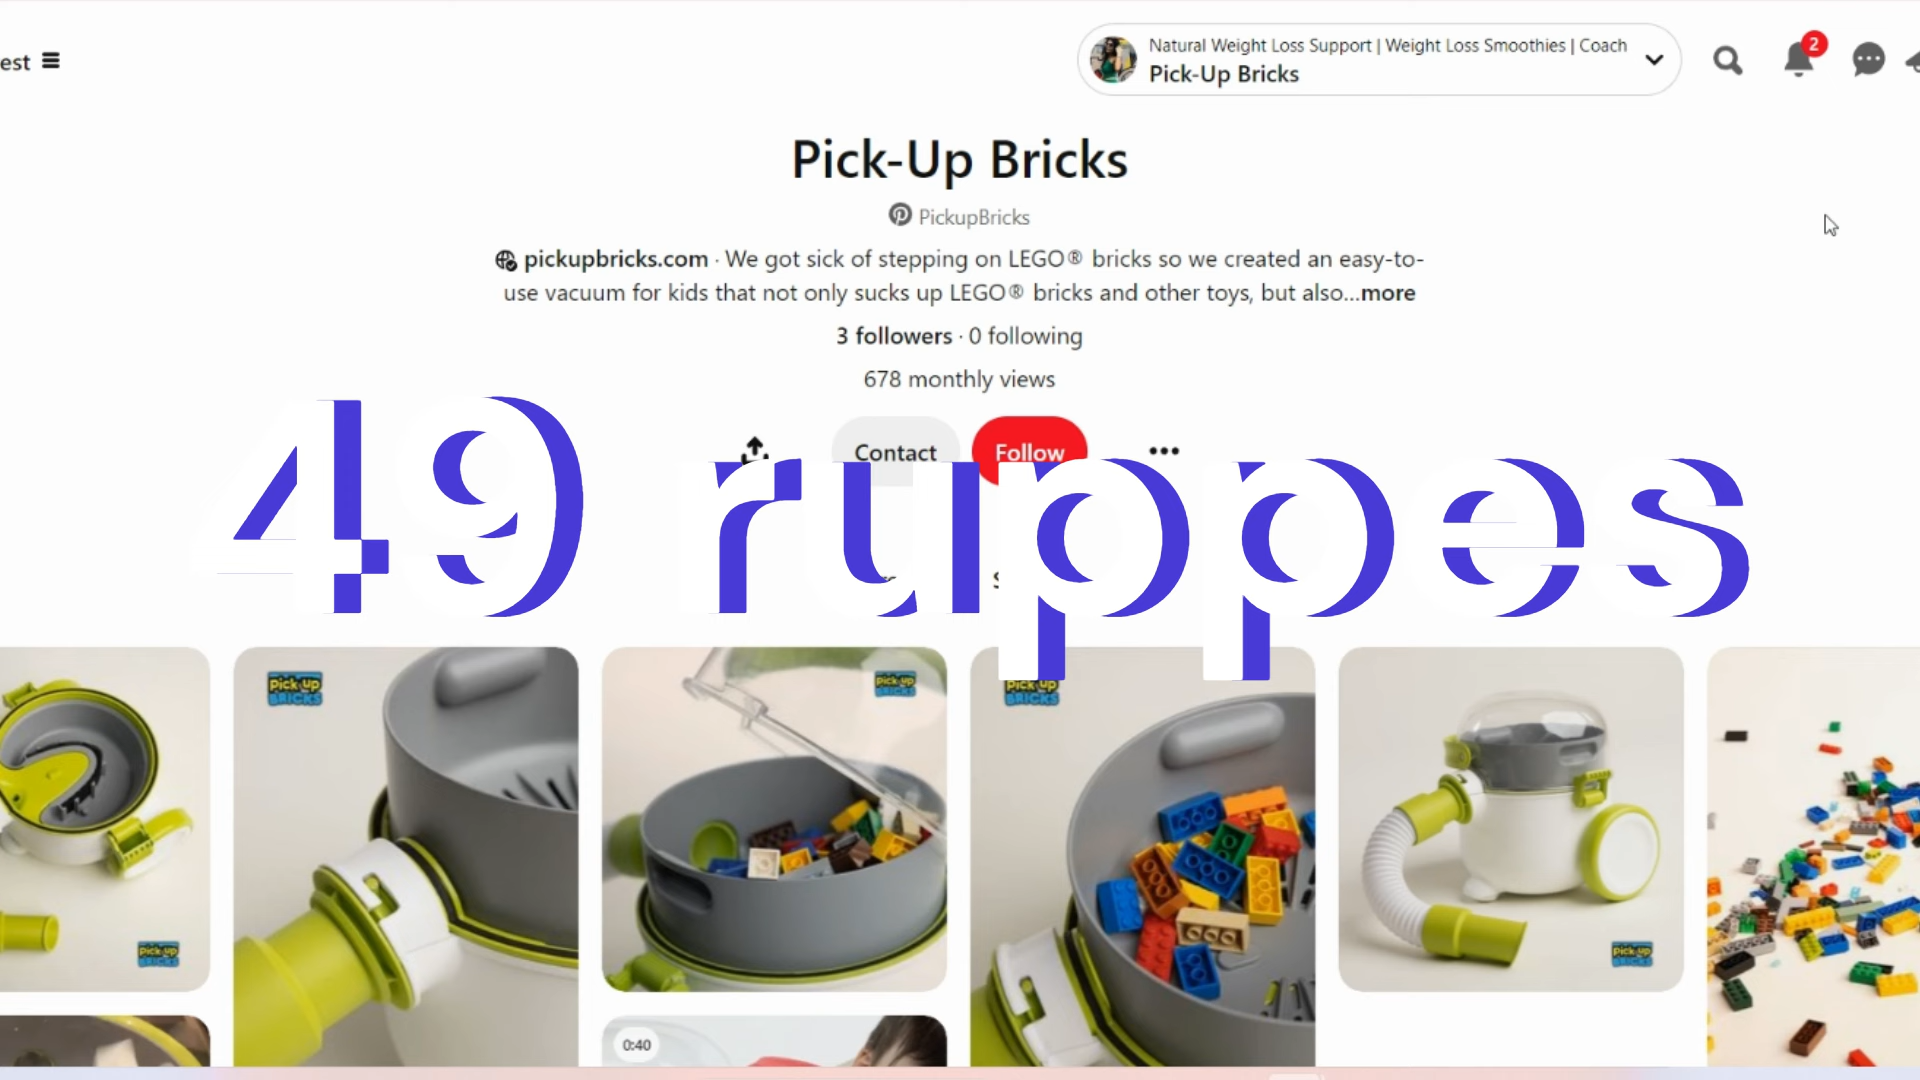 est
Natural Weight Loss Support | Weight Loss Smoothies | Coach
Pick-Up Bricks
2
Pick-Up Bricks
PickupBricks
pickupbricks.com · We got sick of stepping on LEGO® bricks so we created an easy-to-
use vacuum for kids that not only sucks up LEGO® bricks and other toys, but also...more
3 followers · 0 following
678 monthly views
Contact
Follow
49 ruppes
Pick up
BRICKS
Pick up
BRICKS
Pick up
BRICKS
Pick up
BRICKS
Pick up
BRICKS
0:40